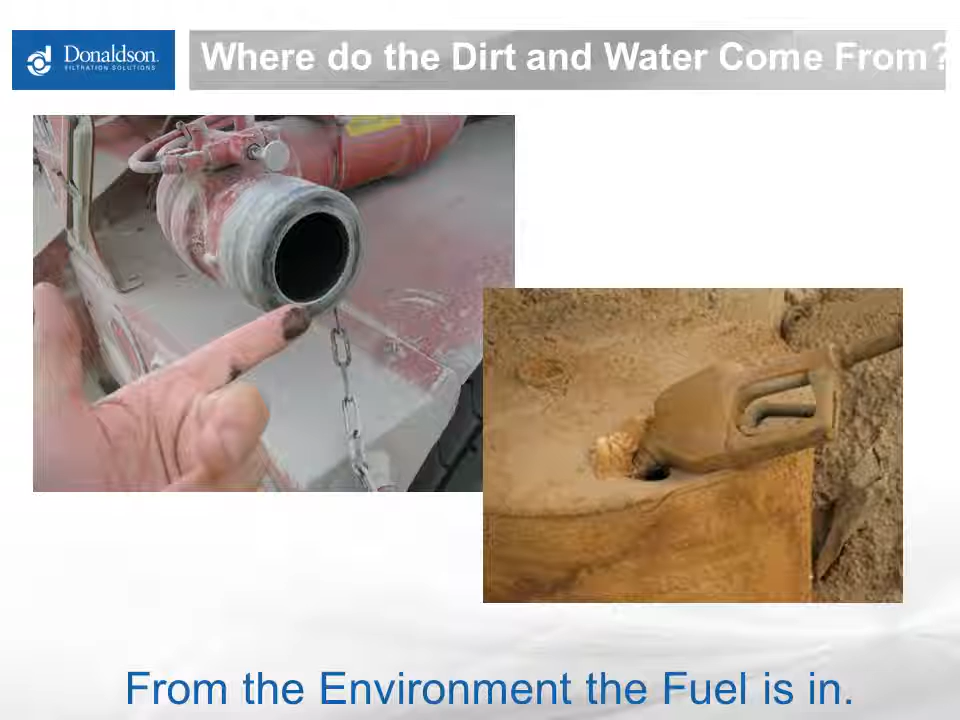 Donaldson.
FILTRATION SOLUTIONS
Where do the Dirt and Water Come From?
From the Environment the Fuel is in.